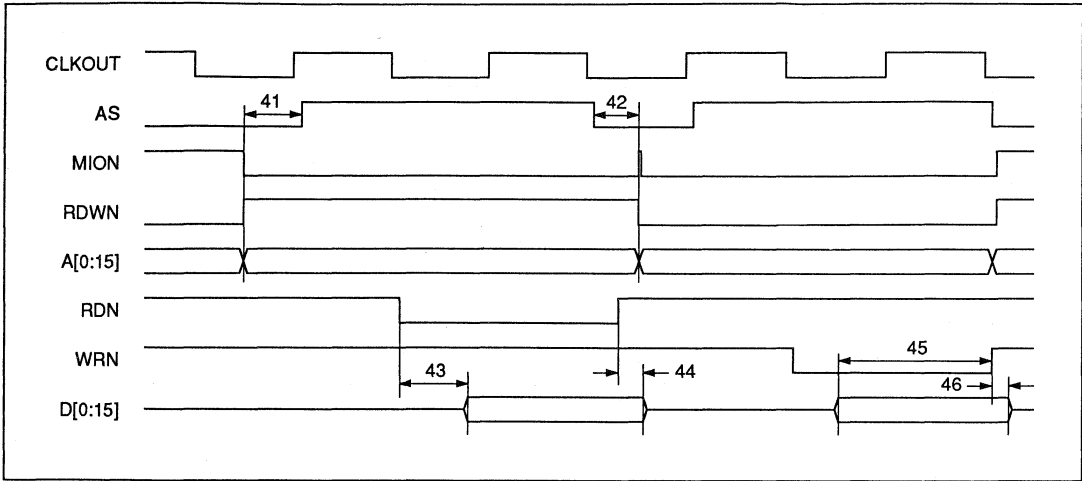 CLKOUT
41
42
AS
MION
RDWN
A[0:15]
RDN
WRN
45
43
44
46
D[0:15]